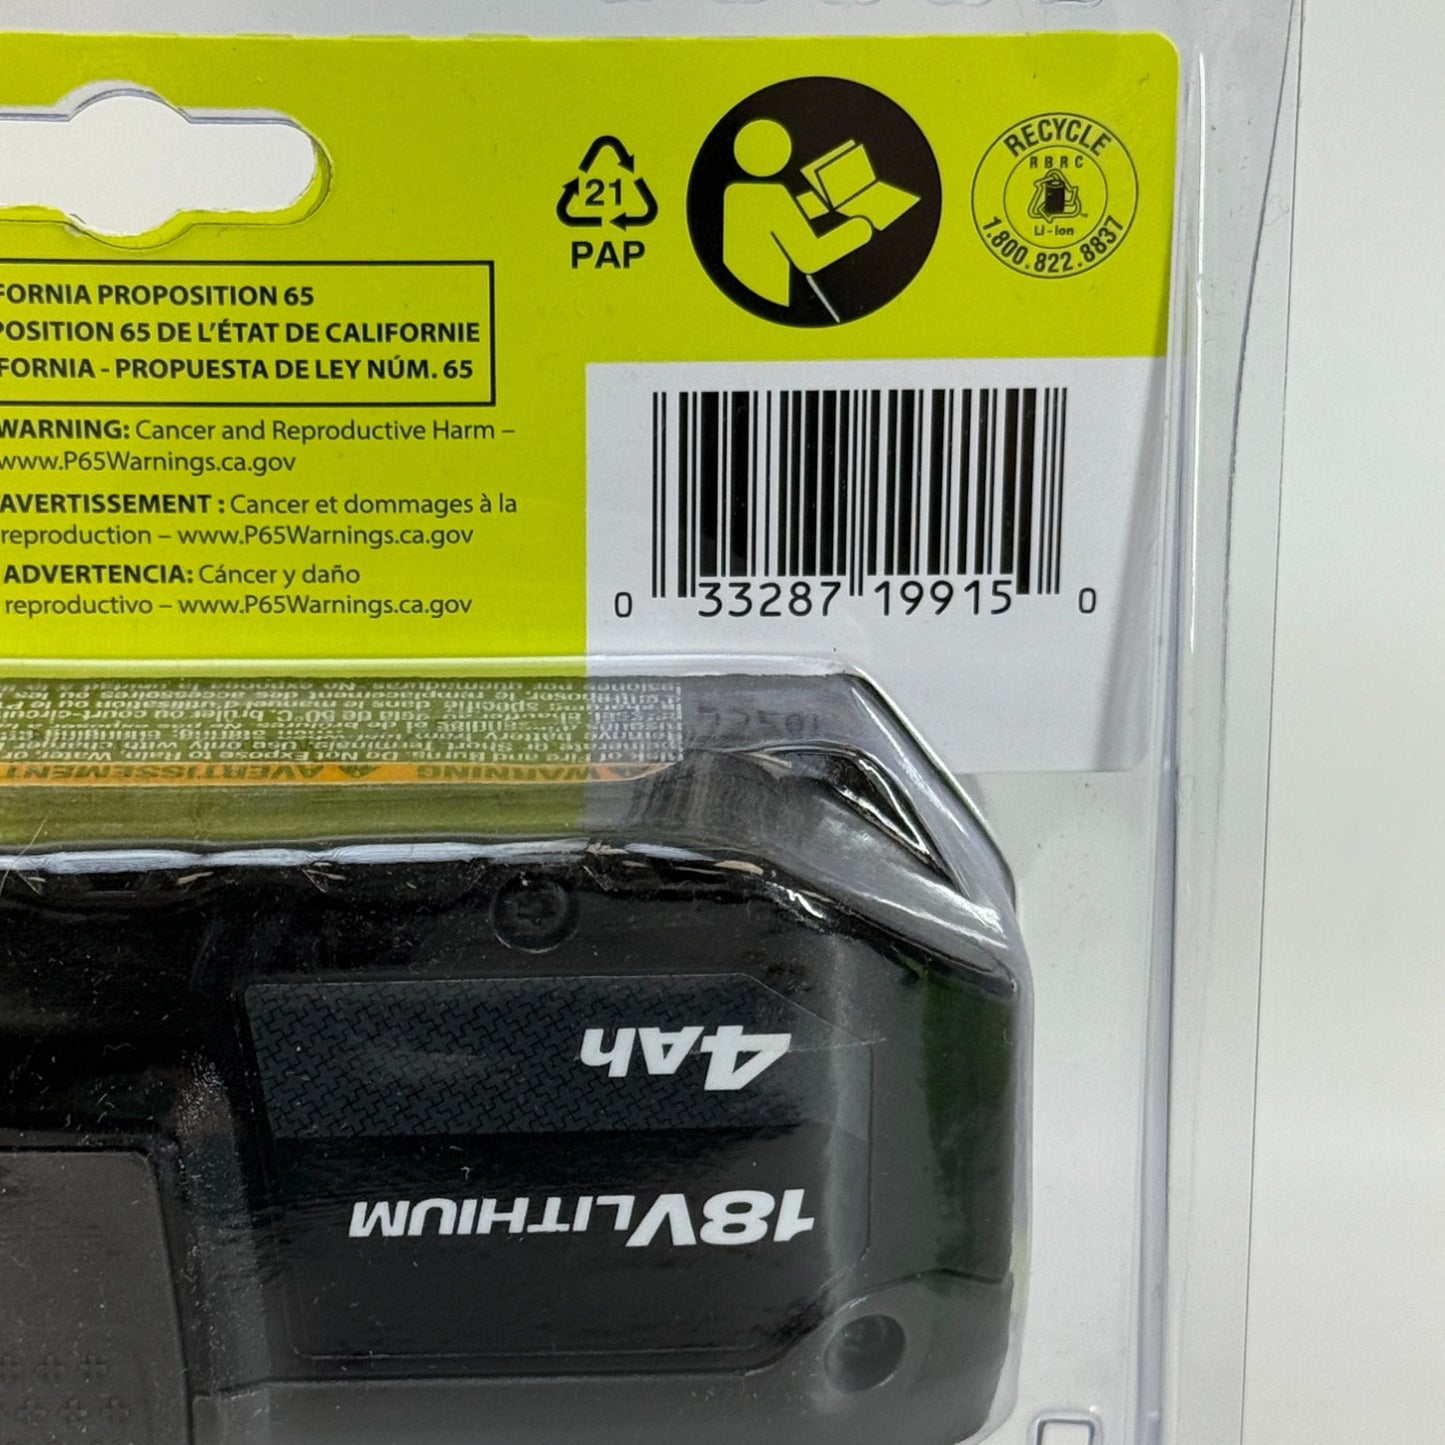 21
PAP
RECYCLE
RBRC
Li-Ion
1.800.822.8837
FORNIA PROPOSITION 65
POSITION 65 DE L'ÉTAT DE CALIFORNIE
FORNIA - PROPUESTA DE LEY NÚM. 65
WARNING: Cancer and Reproductive Harm –
www.P65Warnings.ca.gov
AVERTISSEMENT : Cancer et dommages à la
reproduction – www.P65Warnings.ca.gov
ADVERTENCIA: Cáncer y daño
reproductivo – www.P65Warnings.ca.gov
0 33287 19915 0
WARNING AVERTISSEMENT
4Ah
18V LITHIUM